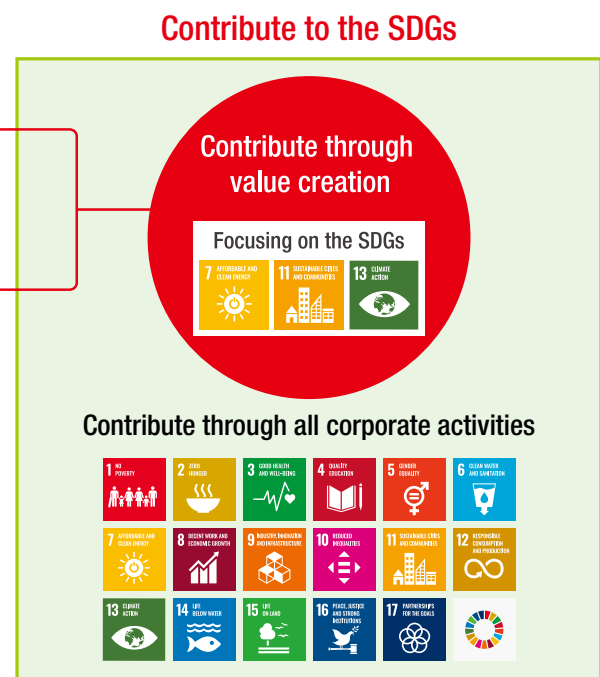 Contribute to the SDGs
Contribute through
value creation
Focusing on the SDGs
7 AFFORDABLE AND
CLEAN ENERGY
11 SUSTAINABLE CITIES
AND COMMUNITIES
13 CLIMATE
ACTION
Contribute through all corporate activities
1 NO
POVERTY
2 ZERO
HUNGER
3 GOOD HEALTH
AND WELL-BEING
4 QUALITY
EDUCATION
5 GENDER
EQUALITY
6 CLEAN WATER
AND SANITATION
7 AFFORDABLE AND
CLEAN ENERGY
8 DECENT WORK AND
ECONOMIC GROWTH
9 INDUSTRY, INNOVATION
AND INFRASTRUCTURE
10 REDUCED
INEQUALITIES
11 SUSTAINABLE CITIES
AND COMMUNITIES
12 RESPONSIBLE
CONSUMPTION
AND PRODUCTION
13 CLIMATE
ACTION
14 LIFE
BELOW WATER
15 LIFE
ON LAND
16 PEACE, JUSTICE
AND STRONG
INSTITUTIONS
17 PARTNERSHIPS
FOR THE GOALS